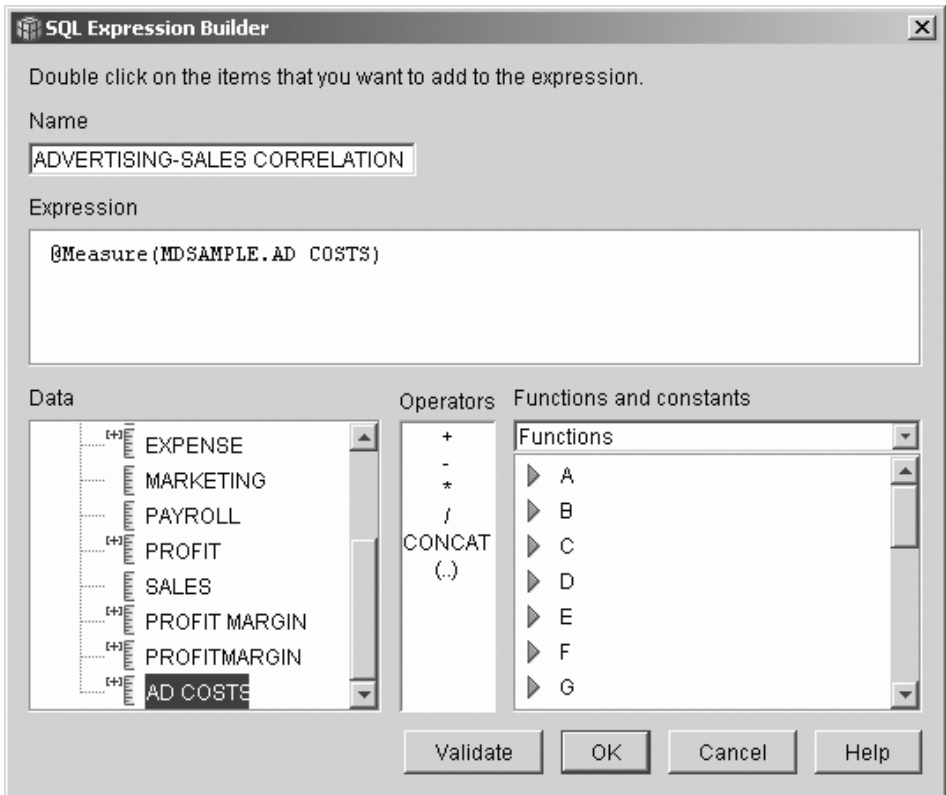 SQL Expression Builder
Double click on the items that you want to add to the expression.
Name
ADVERTISING-SALES CORRELATION
Expression
@Measure(MDSAMPLE.AD COSTS)
Data
EXPENSE
MARKETING
PAYROLL
PROFIT
SALES
PROFIT MARGIN
PROFITMARGIN
AD COSTS
Operators
+
-
*
/
CONCAT
(..)
Functions and constants
Functions
A
B
C
D
E
F
G
Validate
OK
Cancel
Help